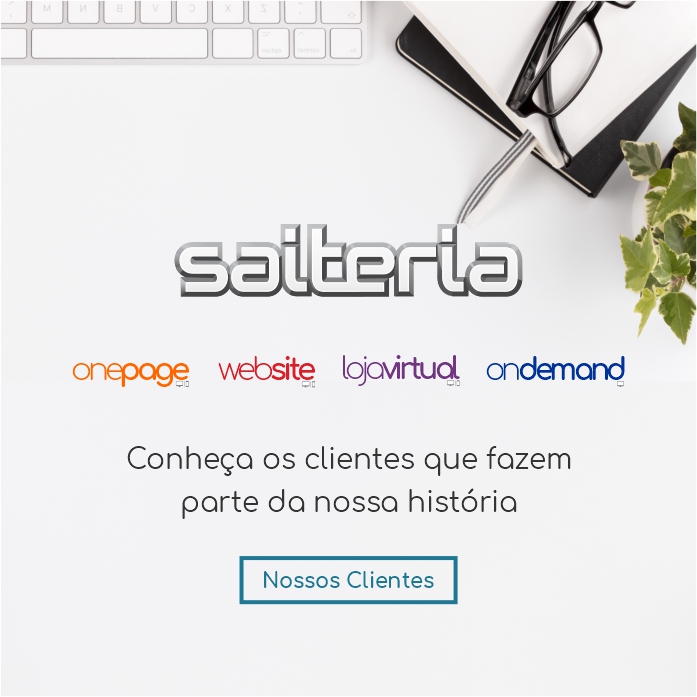 saiteria
onepage website lojavirtual ondemand
Conheça os clientes que fazem
parte da nossa história
Nossos Clientes